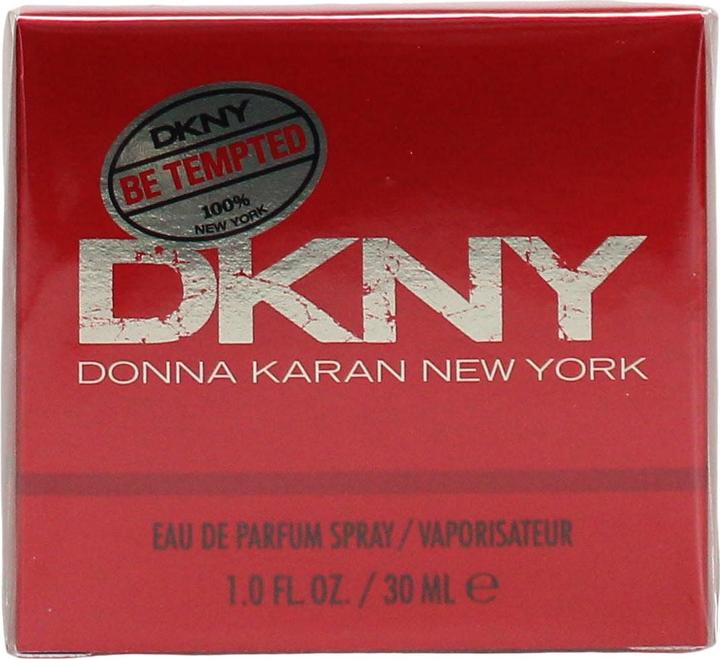 DKNY
BE TEMPTED
100%
NEW YORK
DKNY
DONNA KARAN NEW YORK
EAU DE PARFUM SPRAY / VAPORISATEUR
1.0 FL. OZ. / 30 ML ℮